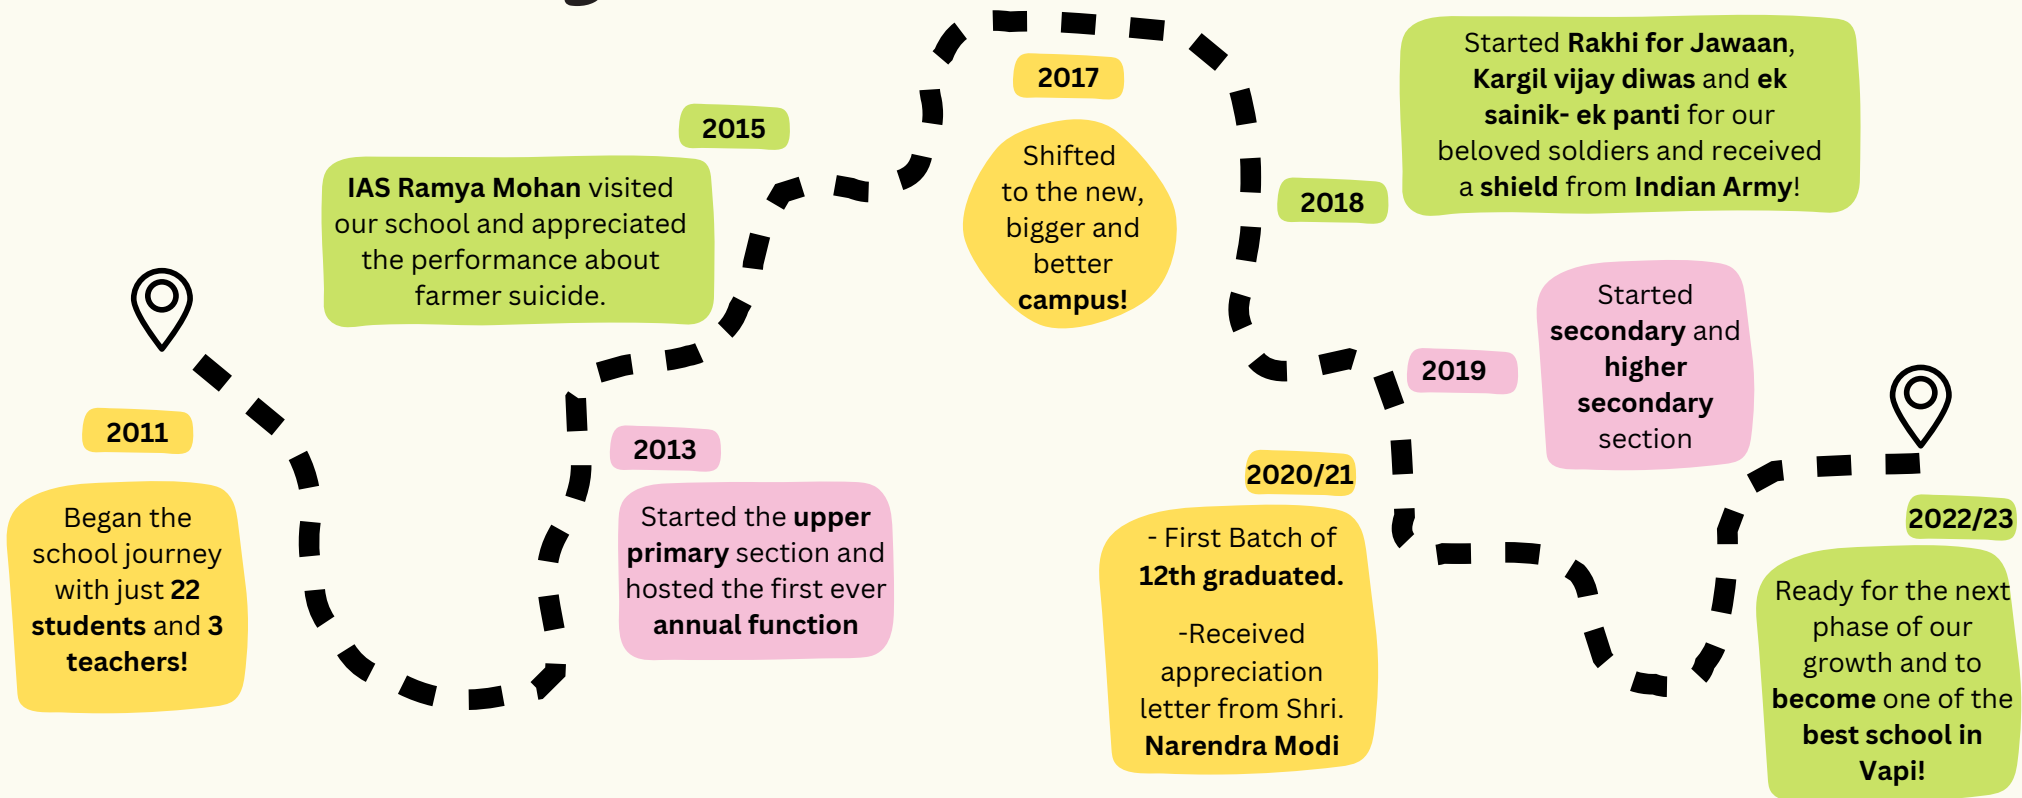 2011
Began the
school journey
with just 22
students and 3
teachers!
2013
Started the upper
primary section and
hosted the first ever
annual function
2015
IAS Ramya Mohan visited
our school and appreciated
the performance about
farmer suicide.
2017
Shifted
to the new,
bigger and
better
campus!
2018
Started Rakhi for Jawaan,
Kargil vijay diwas and ek
sainik- ek panti for our
beloved soldiers and received
a shield from Indian Army!
2019
Started
secondary and
higher
secondary
section
2020/21
- First Batch of
12th graduated.
-Received
appreciation
letter from Shri.
Narendra Modi
2022/23
Ready for the next
phase of our
growth and to
become one of the
best school in
Vapi!